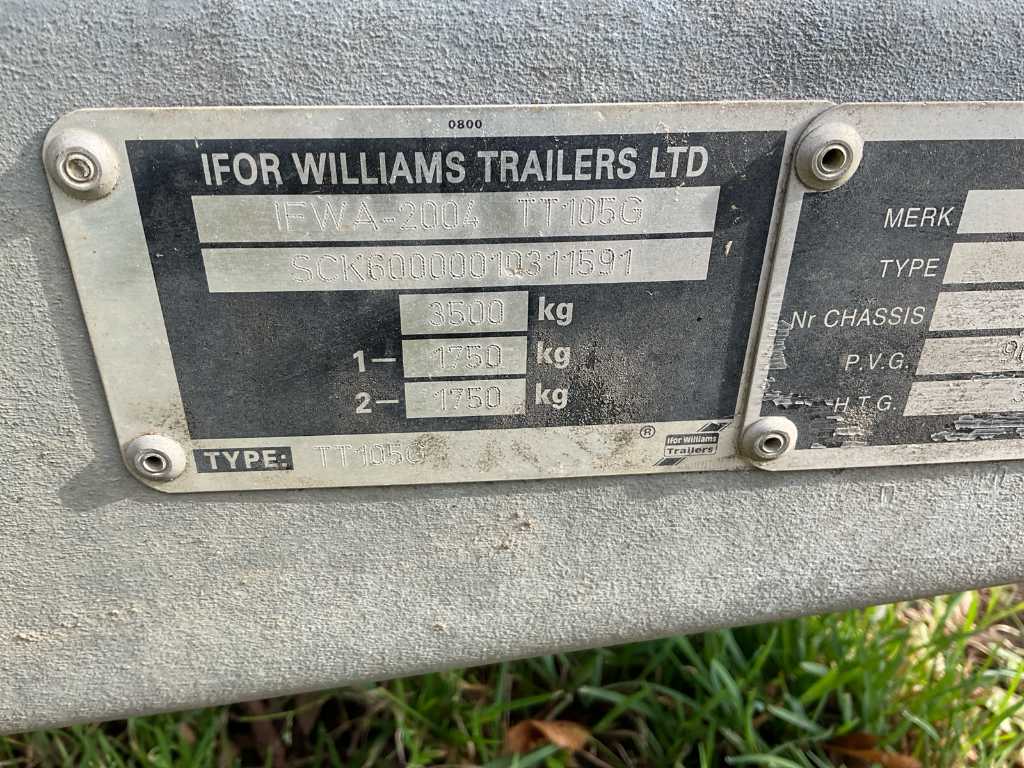 0800
IFOR WILLIAMS TRAILERS LTD
IFWA-2004 TT105G
SCK60000010311591
3500 kg
1- 1750 kg
2- 1750 kg
TYPE: TT105G
®
Ifor Williams
Trailers
MERK
TYPE
Nr CHASSIS
P.V.G.
H.T.G.